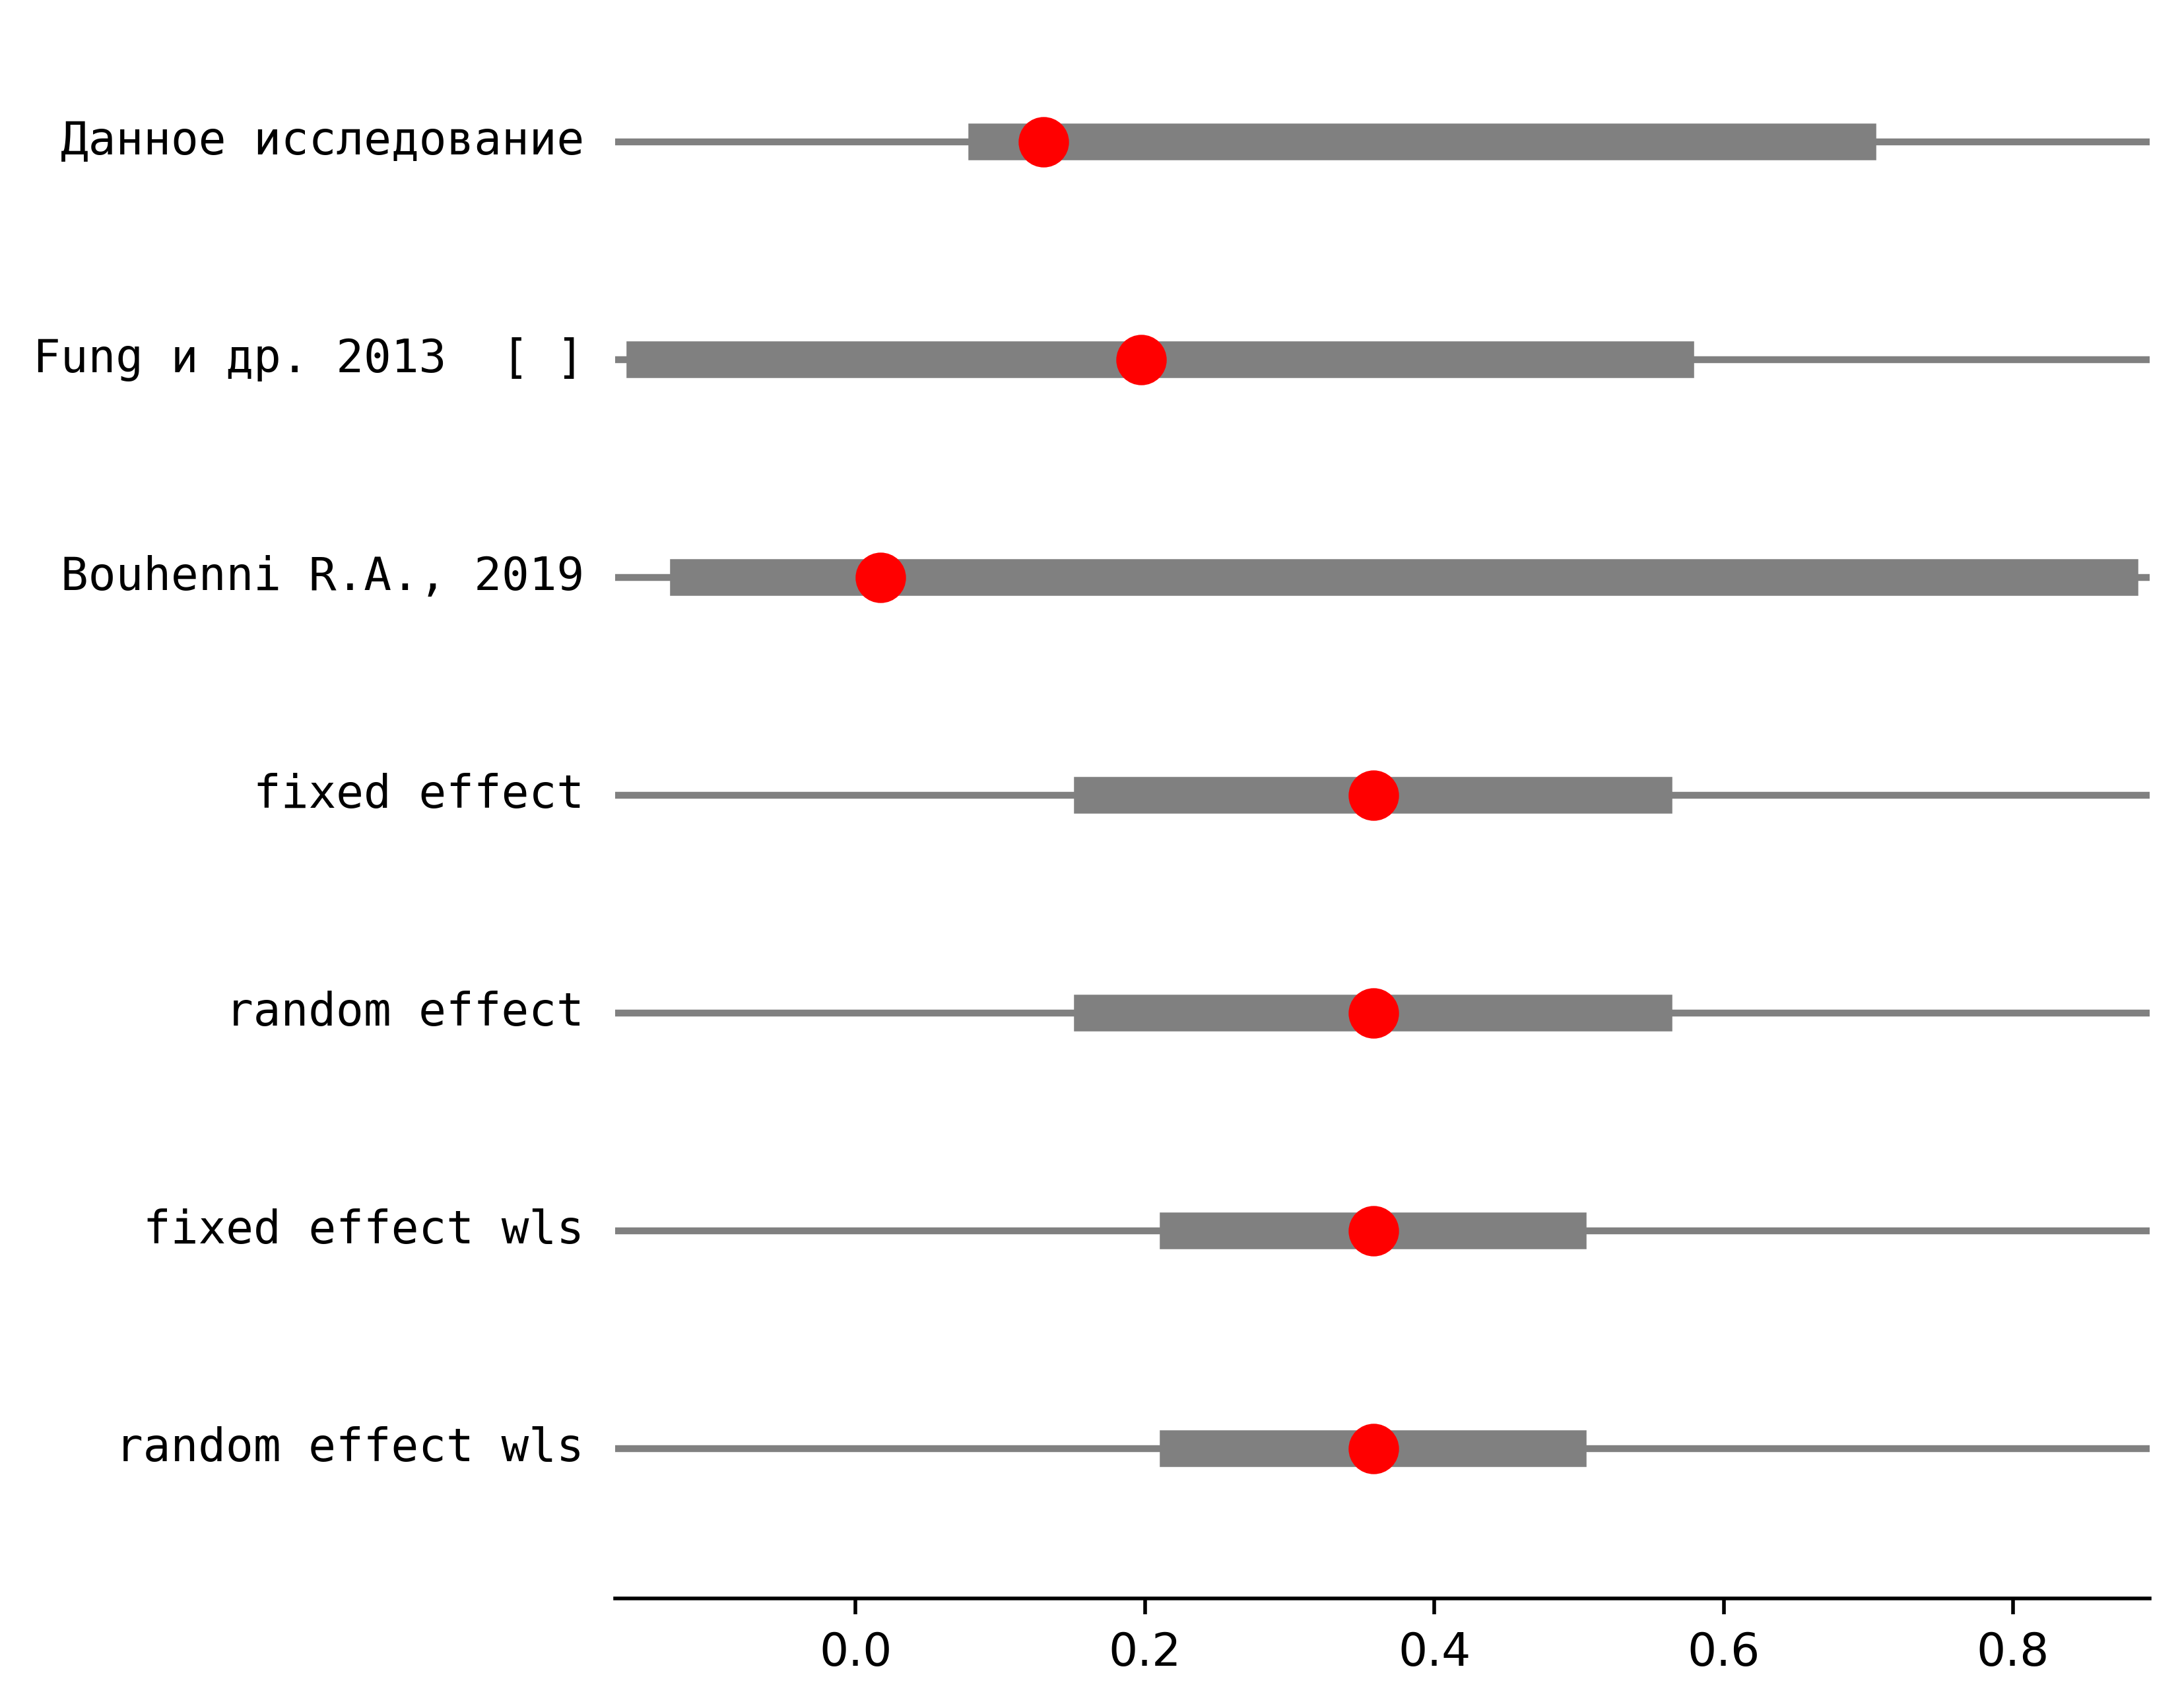 Данное исследование
Fung и др. 2013  [ ]
Bouhenni R.A., 2019
fixed effect
random effect
fixed effect wls
random effect wls
0.0 0.2 0.4 0.6 0.8